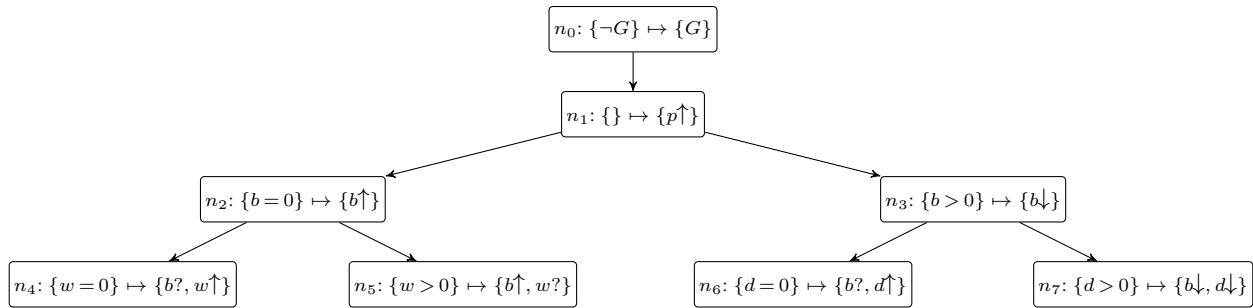 n₀: {¬G} ↦ {G}
n₁: {} ↦ {p↑}
n₂: {b = 0} ↦ {b↑}
n₃: {b > 0} ↦ {b↓}
n₄: {w = 0} ↦ {b?, w↑}
n₅: {w > 0} ↦ {b↑, w?}
n₆: {d = 0} ↦ {b?, d↑}
n₇: {d > 0} ↦ {b↓, d↓}